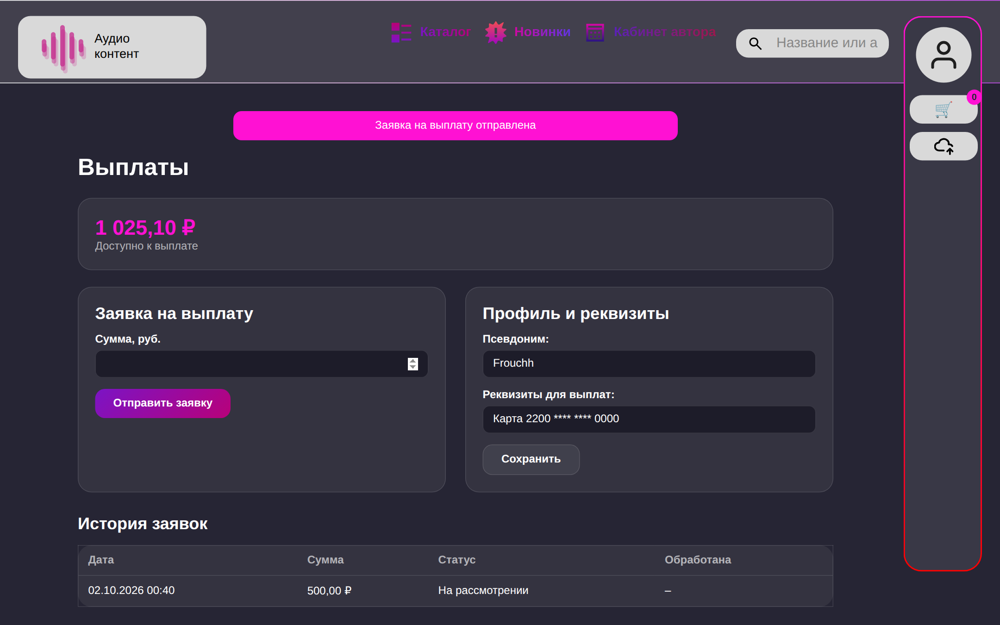 Аудио
контент
Каталог
Новинки
Кабинет автора
Название или а
0
Заявка на выплату отправлена
Выплаты
1 025,10 ₽
Доступно к выплате
Заявка на выплату
Сумма, руб.
Отправить заявку
Профиль и реквизиты
Псевдоним:
Frouchh
Реквизиты для выплат:
Карта 2200 **** **** 0000
Сохранить
История заявок
Дата Сумма Статус Обработана
02.10.2026 00:40 500,00 ₽ На рассмотрении –